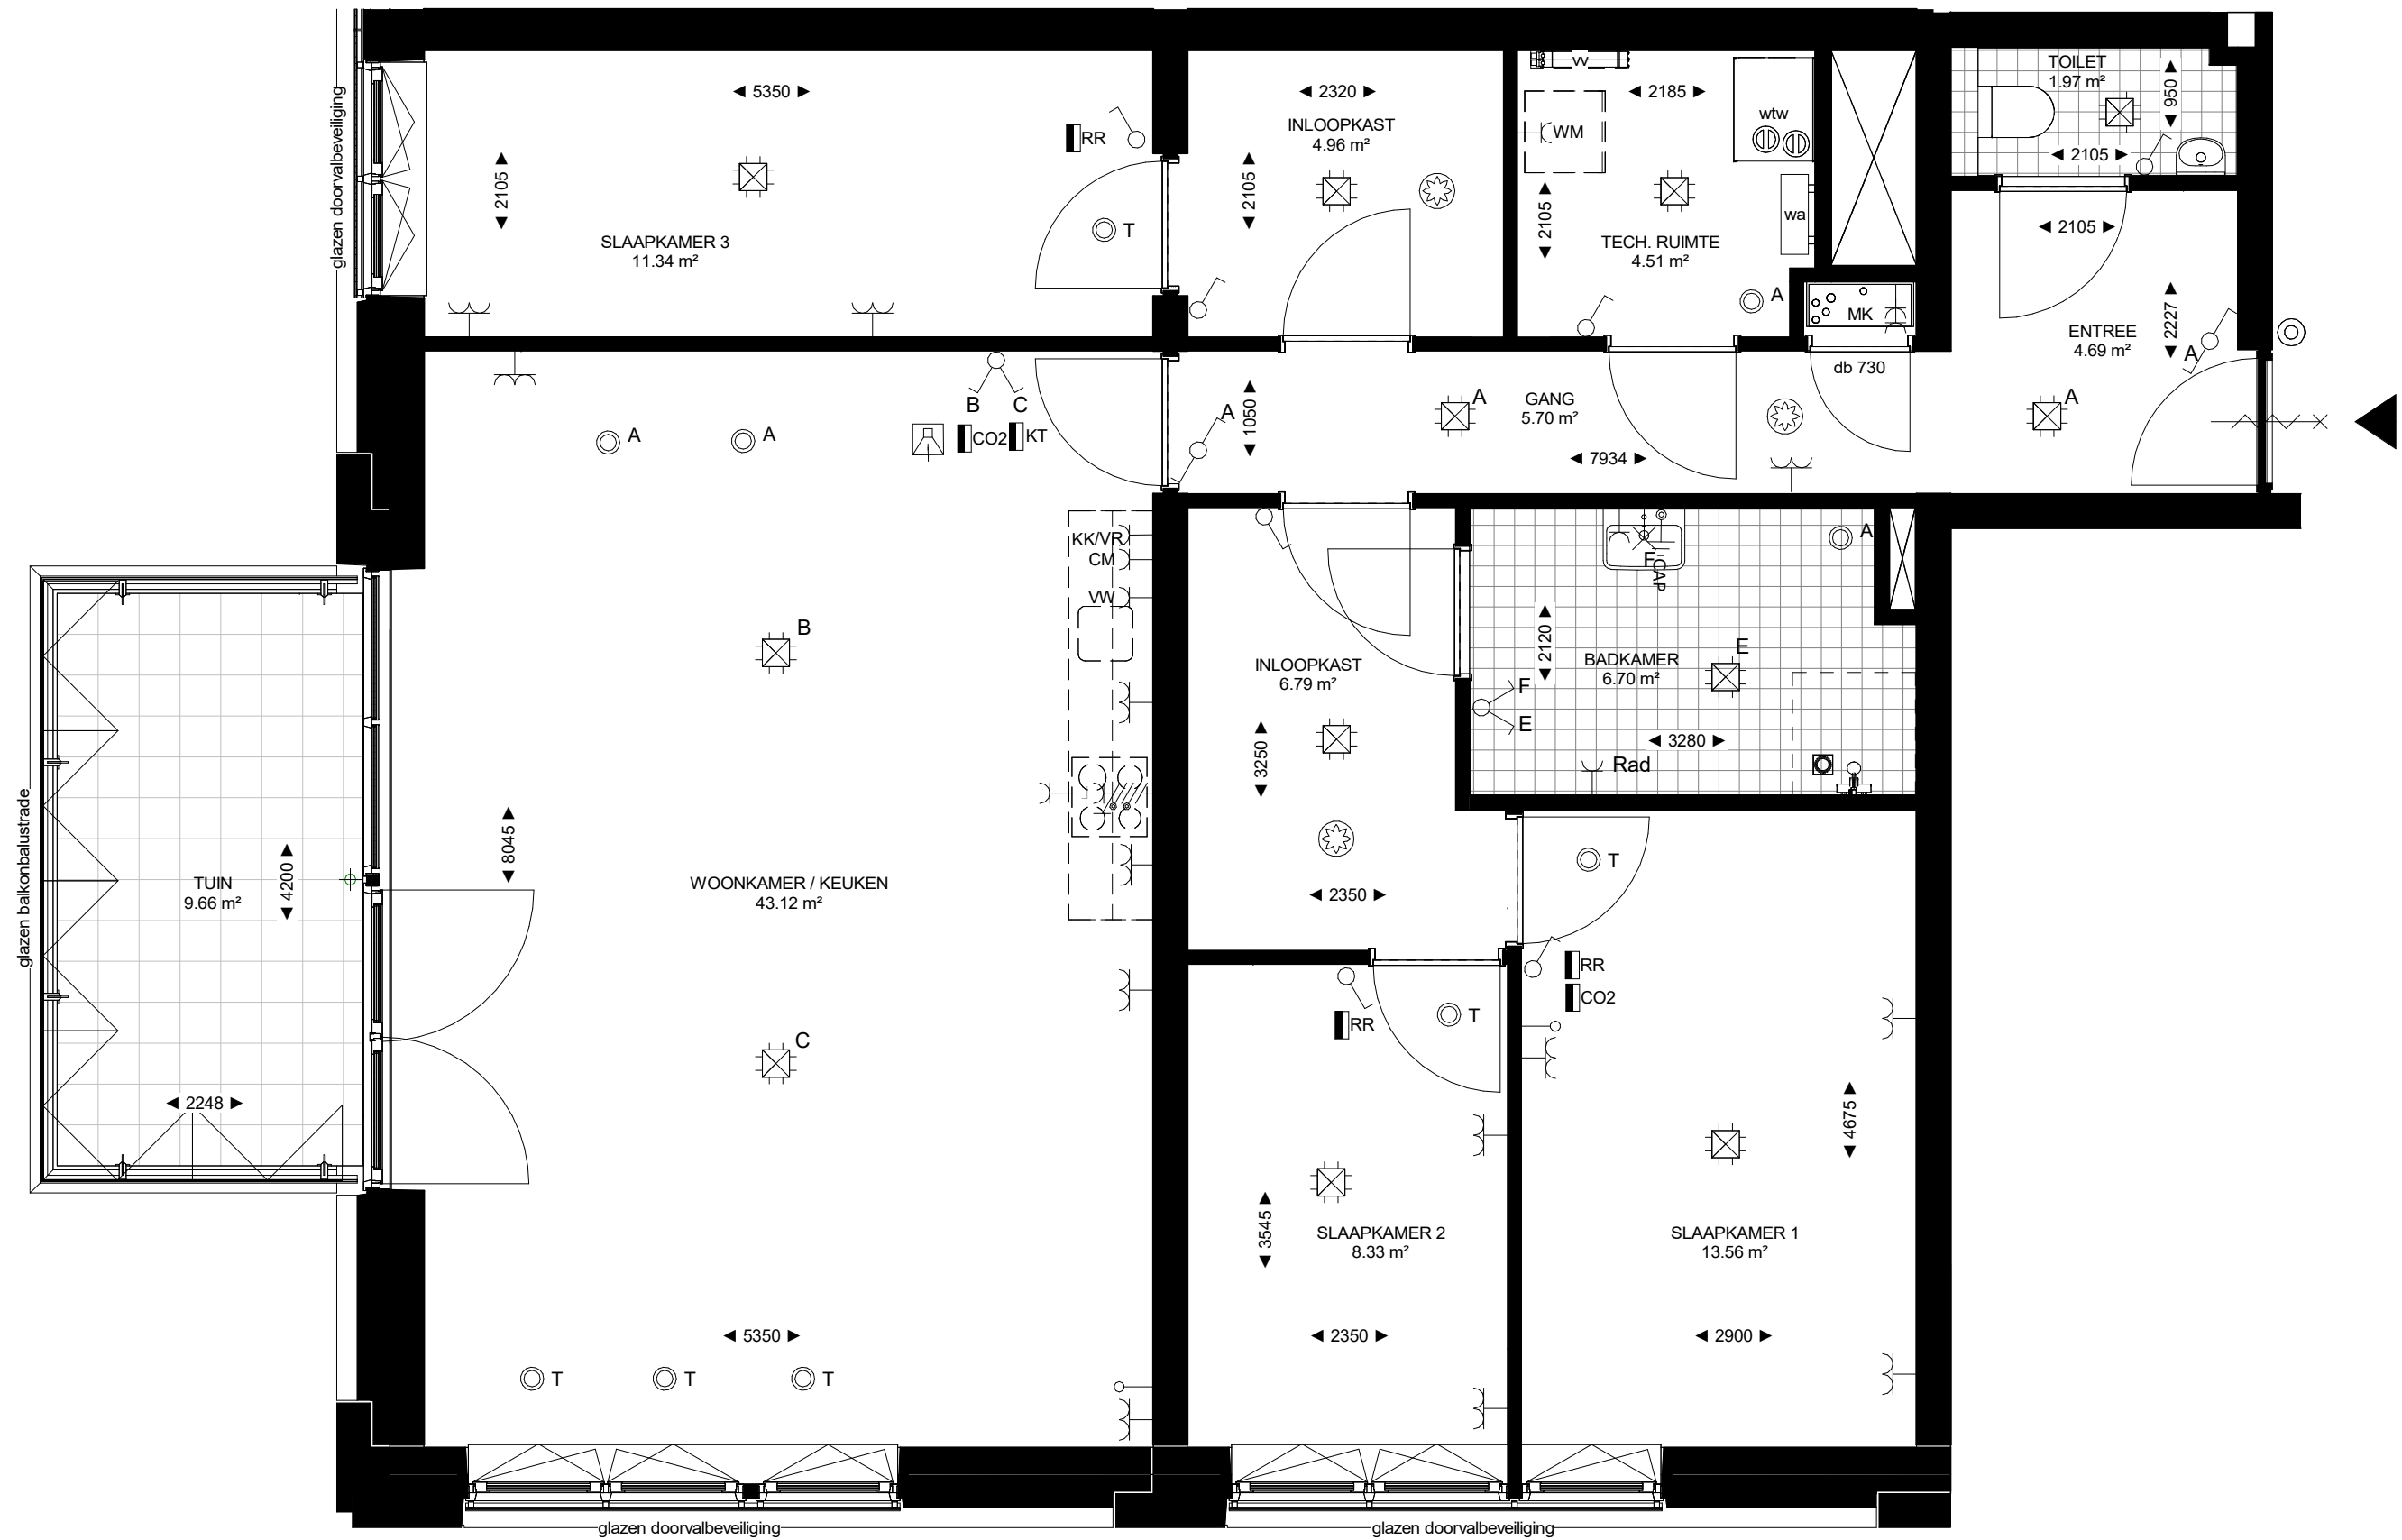 glazen doorvalbeveiliging
◄ 5350 ►
◄ 2105 ►
SLAAPKAMER 3
11.34 m²
RR
T
◄ 2320 ►
INLOOPKAST
4.96 m²
◄ 2105 ►
VV
WM
◄ 2185 ►
wtw
wa
◄ 2105 ►
TECH. RUIMTE
4.51 m²
A
MK
db 730
TOILET
1.97 m²
◄ 950 ►
◄ 2105 ►
◄ 2105 ►
◄ 2227 ►
ENTREE
4.69 m²
A
A
B
C
CO2
KT
A
A
A
◄ 1050 ►
A
GANG
5.70 m²
◄ 7934 ►
KK/VR
CM
VW
B
INLOOPKAST
6.79 m²
◄ 3250 ►
◄ 2350 ►
F
CAP
A
◄ 2120 ►
BADKAMER
6.70 m²
E
F
E
◄ 3280 ►
Rad
glazen balkonbalustrade
TUIN
9.66 m²
◄ 4200 ►
◄ 2248 ►
◄ 8045 ►
WOONKAMER / KEUKEN
43.12 m²
C
T
RR
CO2
RR
T
◄ 4675 ►
◄ 3545 ►
SLAAPKAMER 2
8.33 m²
SLAAPKAMER 1
13.56 m²
◄ 5350 ►
◄ 2350 ►
◄ 2900 ►
T
T
T
glazen doorvalbeveiliging
glazen doorvalbeveiliging